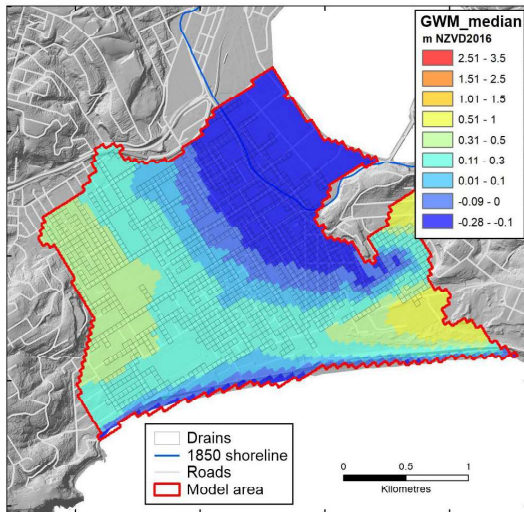 GWM_median
m NZVD2016
2.51 - 3.5
1.51 - 2.5
1.01 - 1.5
0.51 - 1
0.31 - 0.5
0.11 - 0.3
0.01 - 0.1
-0.09 - 0
-0.28 - -0.1
Drains
1850 shoreline
Roads
Model area
0 0.5 1
Kilometres